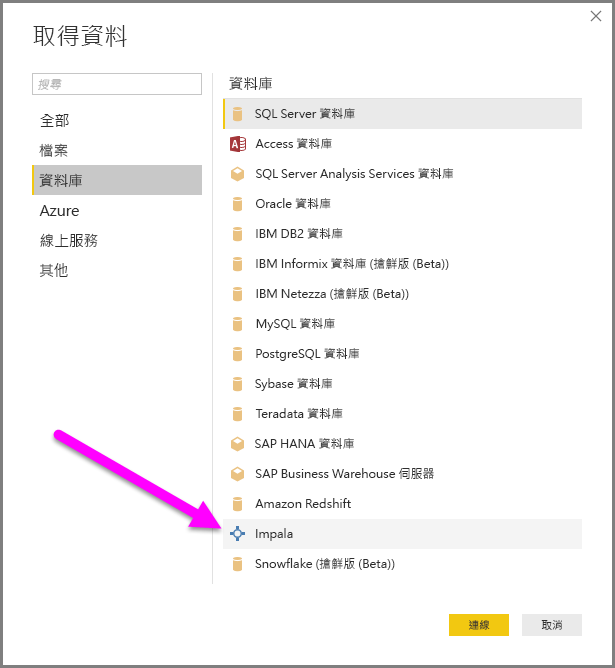 取得資料
搜尋
全部
檔案
資料庫
Azure
線上服務
其他
資料庫
SQL Server 資料庫
Access 資料庫
SQL Server Analysis Services 資料庫
Oracle 資料庫
IBM DB2 資料庫
IBM Informix 資料庫 (搶鮮版 (Beta))
IBM Netezza (搶鮮版 (Beta))
MySQL 資料庫
PostgreSQL 資料庫
Sybase 資料庫
Teradata 資料庫
SAP HANA 資料庫
SAP Business Warehouse 伺服器
Amazon Redshift
Impala
Snowflake (搶鮮版 (Beta))
連線
取消